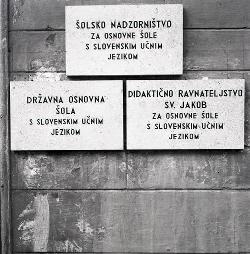 ŠOLSKO NADZORNIŠTVO
ZA OSNOVNE ŠOLE
S SLOVENSKIM UČNIM
JEZIKOM
DRŽAVNA OSNOVNA
ŠOLA
S SLOVENSKIM UČNIM
JEZIKOM
DIDAKTIČNO RAVNATELJSTVO
SV. JAKOB
ZA OSNOVNE ŠOLE
S SLOVENSKIM UČNIM
JEZIKOM